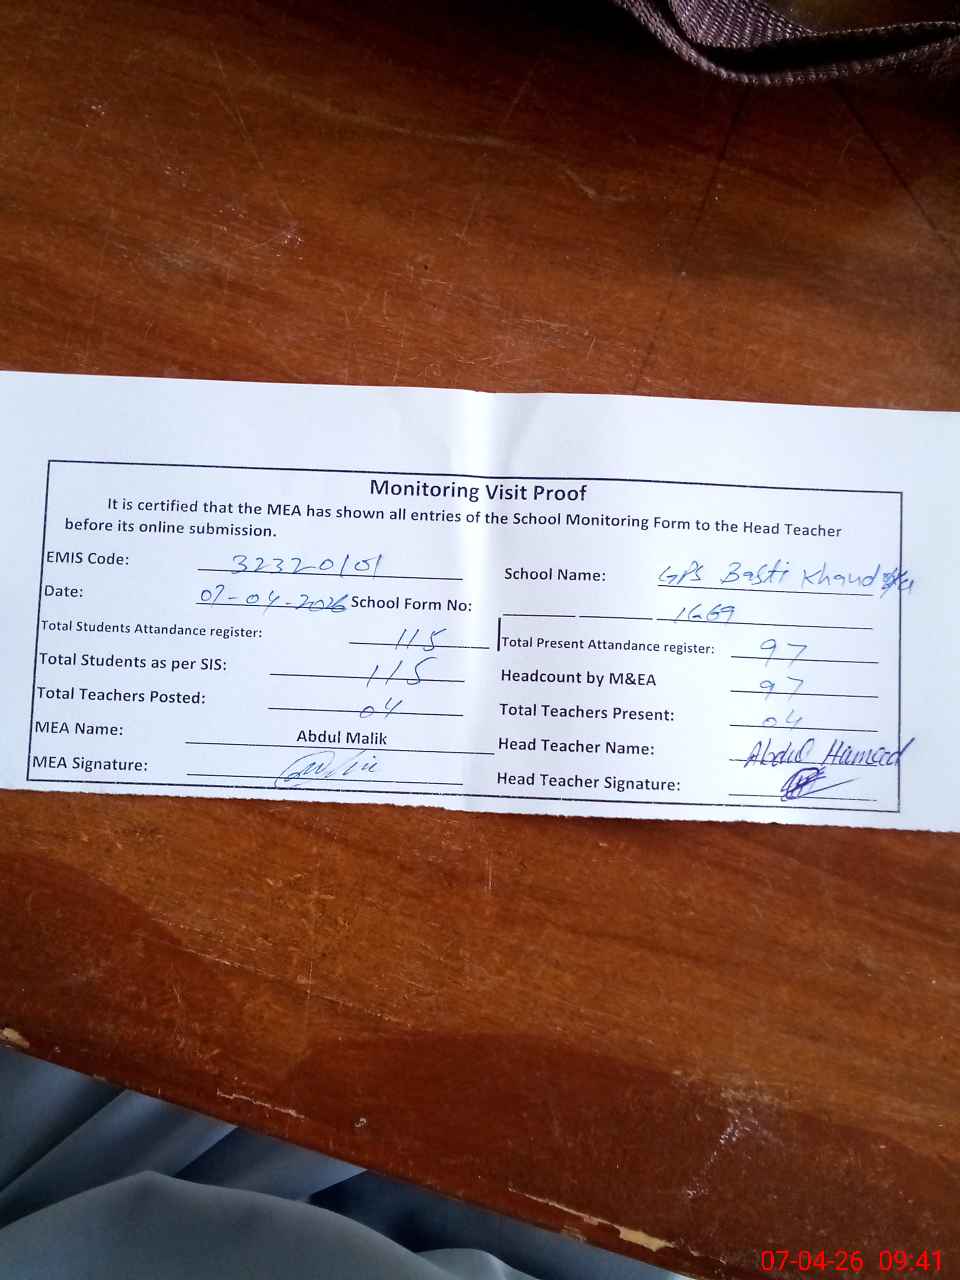 Monitoring Visit Proof
It is certified that the MEA has shown all entries of the School Monitoring Form to the Head Teacher
before its online submission.
EMIS Code: 32320101 School Name: GPS Basti Khand
Date: 07-04-2026 School Form No: 1669
Total Students Attandance register: 115 Total Present Attandance register: 97
Total Students as per SIS: 115 Headcount by M&EA 97
Total Teachers Posted: 04 Total Teachers Present: 04
MEA Name: Abdul Malik Head Teacher Name: Abdul Hameed
MEA Signature: Head Teacher Signature:
07-04-26 09:41